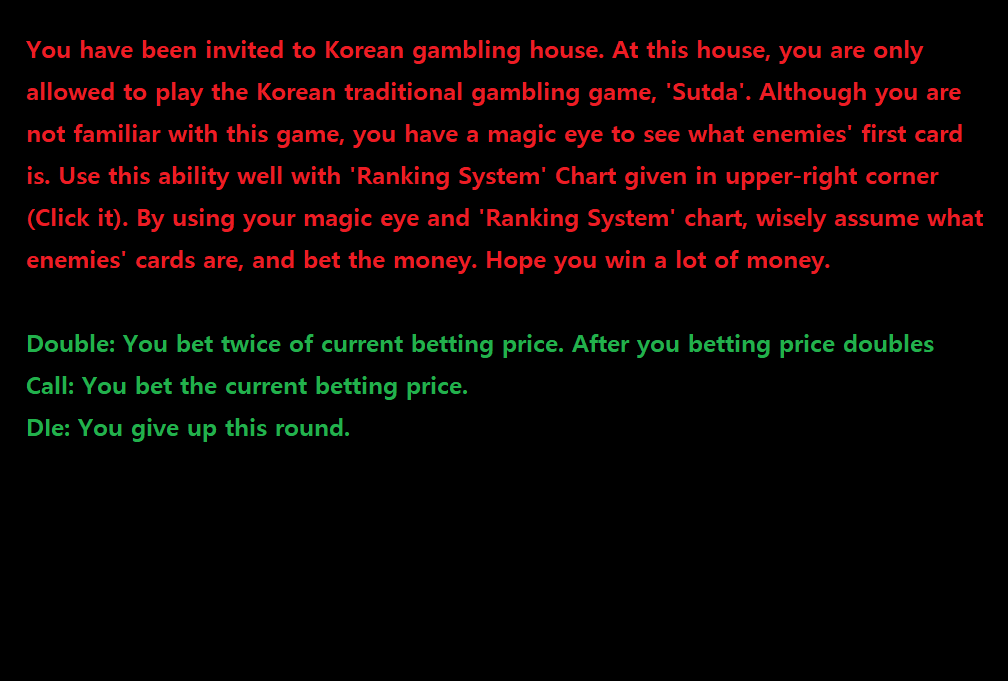 You have been invited to Korean gambling house. At this house, you are only
allowed to play the Korean traditional gambling game, 'Sutda'. Although you are
not familiar with this game, you have a magic eye to see what enemies' first card
is. Use this ability well with 'Ranking System' Chart given in upper-right corner
(Click it). By using your magic eye and 'Ranking System' chart, wisely assume what
enemies' cards are, and bet the money. Hope you win a lot of money.
Double: You bet twice of current betting price. After you betting price doubles
Call: You bet the current betting price.
DIe: You give up this round.